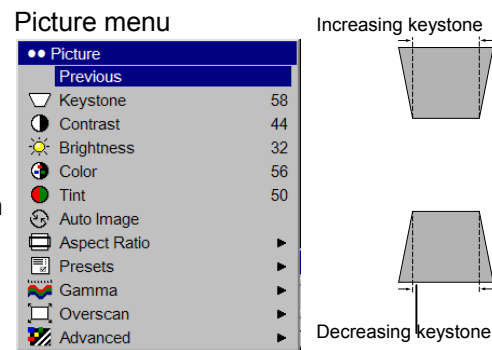 Picture menu
Picture
Previous
Keystone 58
Contrast 44
Brightness 32
Color 56
Tint 50
Auto Image
Aspect Ratio
Presets
Gamma
Overscan
Advanced
Increasing keystone
Decreasing keystone